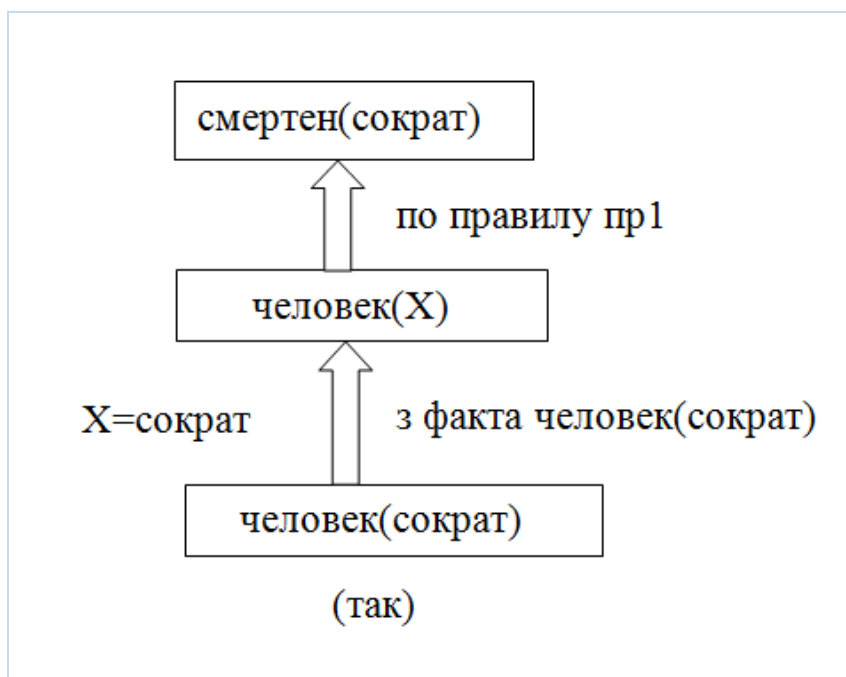 смертен(сократ)
по правилу пр1
человек(X)
X=сократ
з факта человек(сократ)
человек(сократ)
(так)